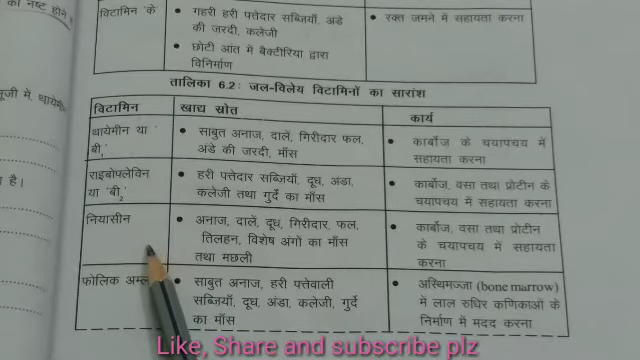 को नष्ट होने
विटामिन 'के'
गहरी हरी पत्तेदार सब्जियाँ, अंडे
की जरदी, कलेजी
छोटी आंत में बैक्टीरिया द्वारा
विनिर्माण
रक्त जमने में सहायता करना
तालिका 6.2: जल-विलेय विटामिनों का सारांश
विटामिन
खाद्य स्रोत
कार्य
थायेमीन या '
बी₁'
साबुत अनाज, दालें, गिरीदार फल,
अंडे की जरदी, माँस
कार्बोज के चयापचय में
सहायता करना
राइबोफ्लेविन
या 'बी₂'
हरी पत्तेदार सब्जियाँ, दूध, अंडा,
कलेजी तथा गुर्दे का माँस
कार्बोज, वसा तथा प्रोटीन के
चयापचय में सहायता करना
नियासीन
अनाज, दालें, दूध, गिरीदार, फल,
तिलहन, विशेष अंगों का माँस
तथा मछली
कार्बोज, वसा तथा प्रोटीन
के चयापचय में सहायता
करना
फोलिक अम्ल
साबुत अनाज, हरी पत्तेवाली
सब्जियाँ, दूध, अंडा, कलेजी, गुर्दे
का माँस
अस्थिमज्जा (bone marrow)
में लाल रुधिर कणिकाओं के
निर्माण में मदद करना
Like, Share and subscribe plz